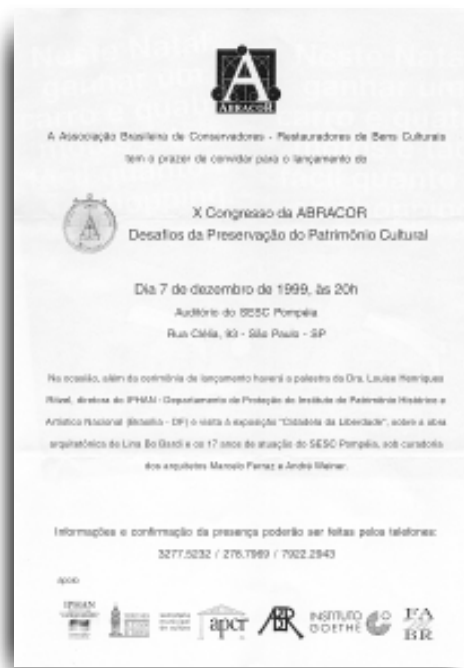 A
ABRACOR
A Associação Brasileira de Conservadores - Restauradores de Bens Culturais
tem o prazer de convidar para o lançamento do
X Congresso da ABRACOR
Desafios da Preservação do Patrimônio Cultural
Dia 7 de dezembro de 1999, às 20h
Auditório do SESC Pompéia
Rua Clélia, 93 - São Paulo - SP
Na ocasião, além da cerimônia de lançamento haverá a palestra da Dra. Louise Henriques
Ritzel, diretora do IPHAN - Departamento de Proteção do Instituto do Patrimônio Histórico e
Artístico Nacional (Brasília - DF) e visita à exposição "Cidadela da Liberdade", sobre a obra
arquitetônica de Lina Bo Bardi e os 17 anos de atuação do SESC Pompéia, sob curadoria
dos arquitetos Marcelo Ferraz e André Vainer.
Informações e confirmação da presença poderão ser feitas pelos telefones:
3277.5232 / 276.7969 / 7922.2943
apoio
IPHAN
apcr
ABER
INSTITUTO
GOETHE
FA
BR